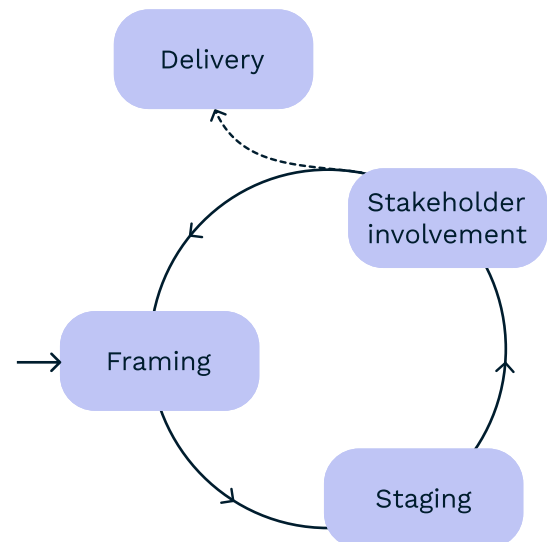 Delivery
Stakeholder
involvement
Framing
Staging